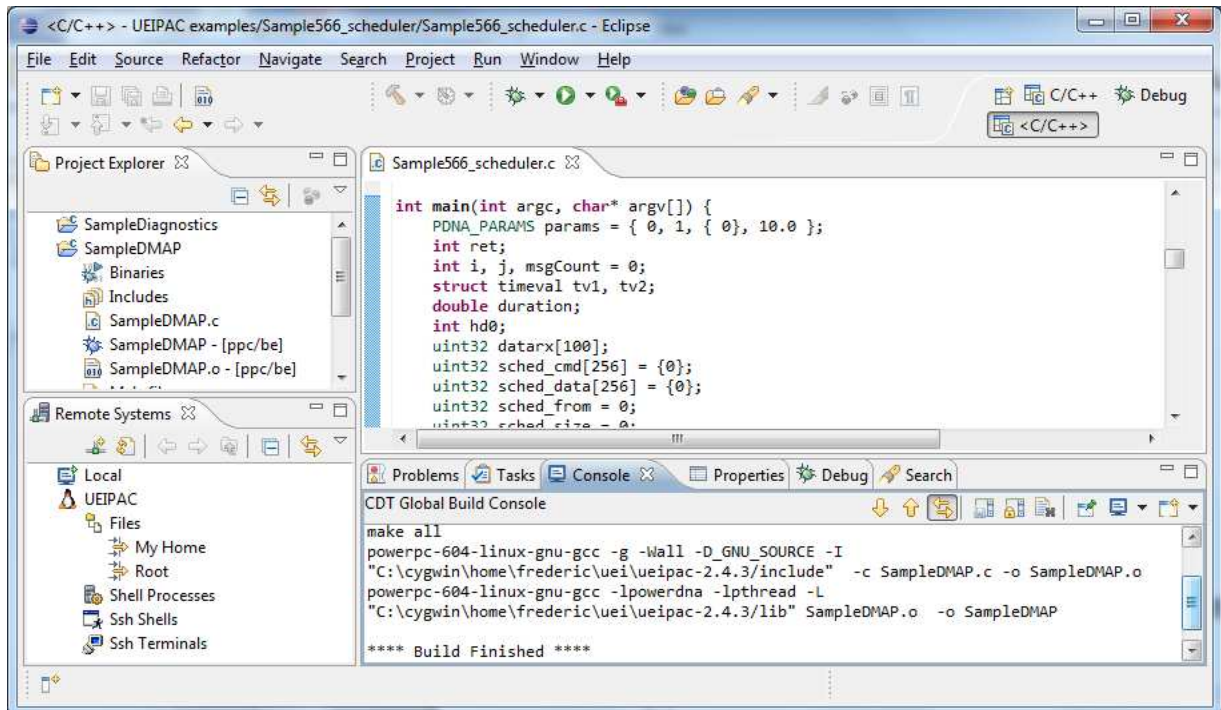 <C/C++> - UEIPAC examples/Sample566_scheduler/Sample566_scheduler.c - Eclipse
File Edit Source Refactor Navigate Search Project Run Window Help
C/C++ Debug
<C/C++>
Project Explorer
SampleDiagnostics
SampleDMAP
Binaries
Includes
SampleDMAP.c
SampleDMAP - [ppc/be]
SampleDMAP.o - [ppc/be]
Remote Systems
Local
UEIPAC
Files
My Home
Root
Shell Processes
Ssh Shells
Ssh Terminals
Sample566_scheduler.c
int main(int argc, char* argv[]) {
PDNA_PARAMS params = { 0, 1, { 0}, 10.0 };
int ret;
int i, j, msgCount = 0;
struct timeval tv1, tv2;
double duration;
int hd0;
uint32 datarx[100];
uint32 sched_cmd[256] = {0};
uint32 sched_data[256] = {0};
uint32 sched_from = 0;
uint32 sched_size = 0;
Problems Tasks Console Properties Debug Search
CDT Global Build Console
make all
powerpc-604-linux-gnu-gcc -g -Wall -D_GNU_SOURCE -I
"C:\cygwin\home\frederic\uei\ueipac-2.4.3/include" -c SampleDMAP.c -o SampleDMAP.o
powerpc-604-linux-gnu-gcc -lpowerdna -lpthread -L
"C:\cygwin\home\frederic\uei\ueipac-2.4.3/lib" SampleDMAP.o -o SampleDMAP
**** Build Finished ****